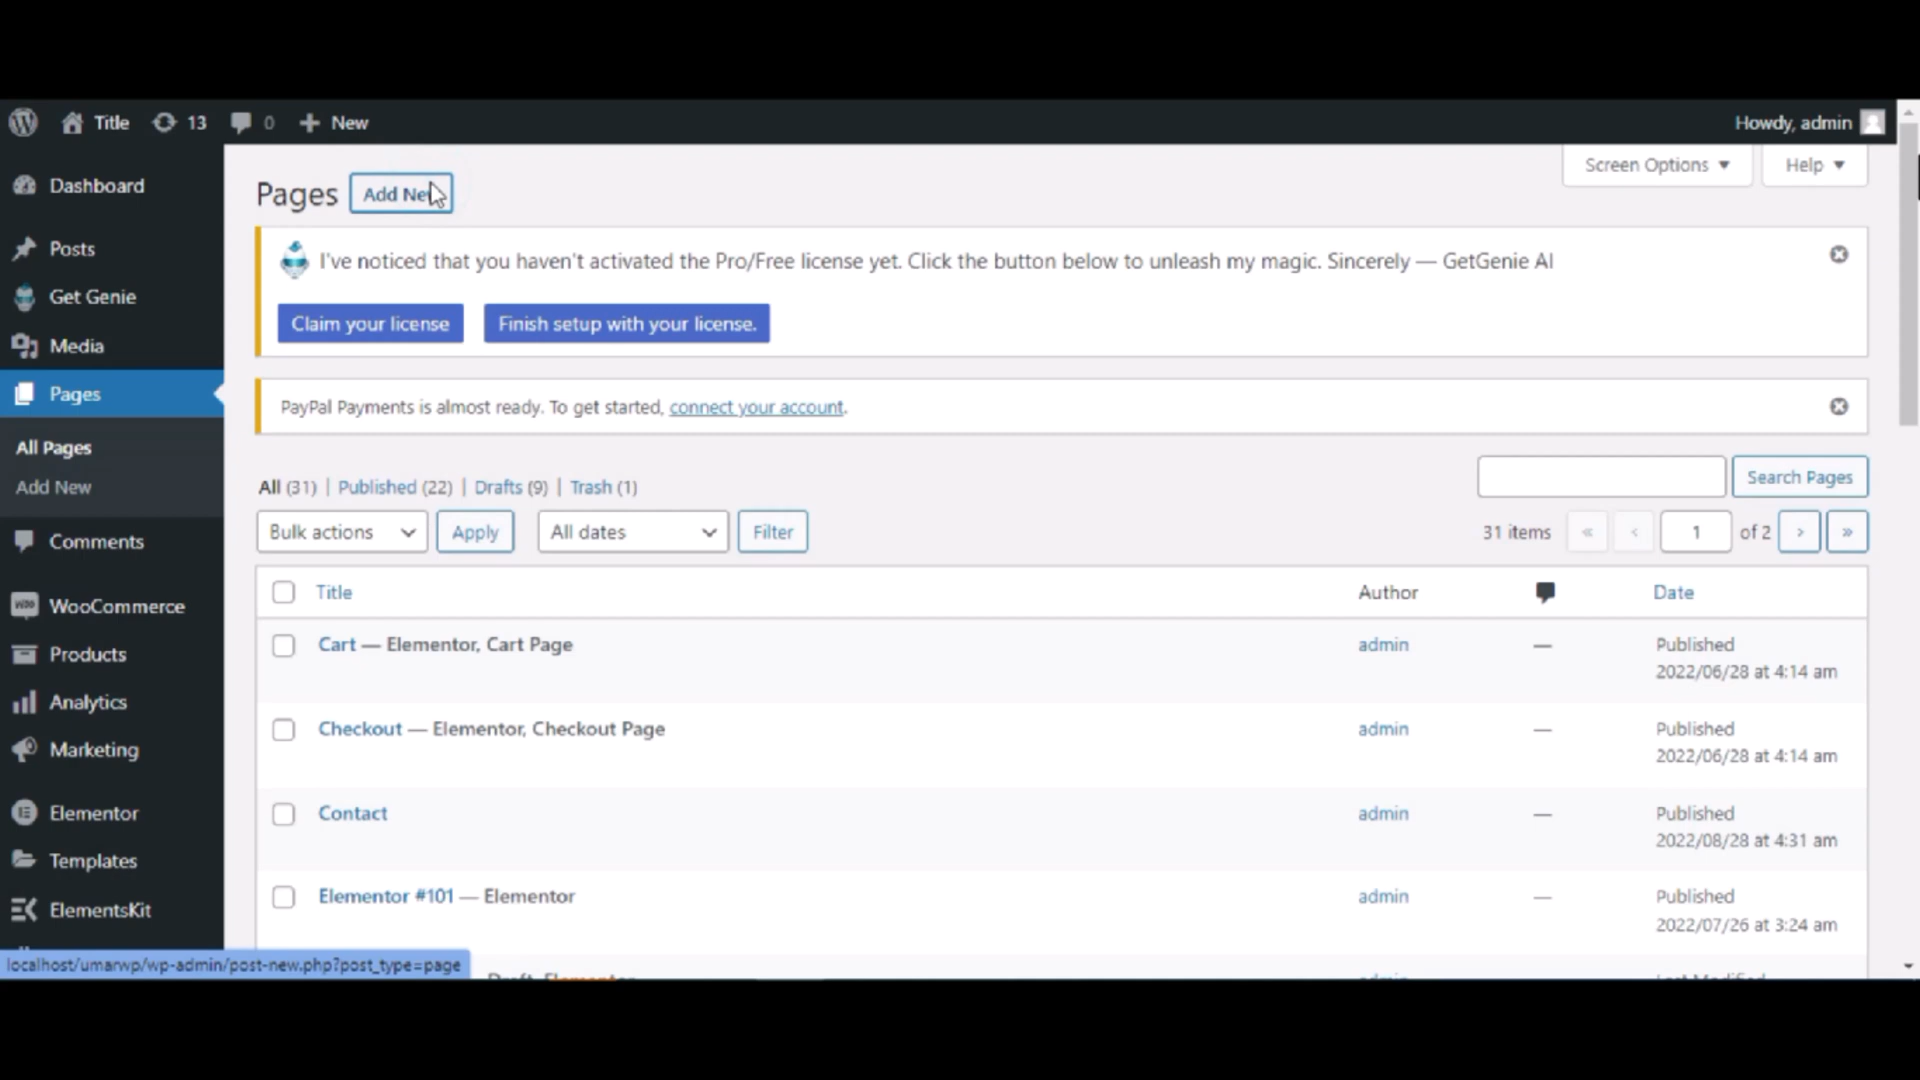 Title 13 0 New Howdy, admin
Screen Options Help
Dashboard
Posts
Get Genie
Media
Pages
All Pages
Add New
Comments
WooCommerce
Products
Analytics
Marketing
Elementor
Templates
ElementsKit
Pages Add New
I've noticed that you haven't activated the Pro/Free license yet. Click the button below to unleash my magic. Sincerely — GetGenie AI
Claim your license Finish setup with your license.
PayPal Payments is almost ready. To get started, connect your account.
All (31) | Published (22) | Drafts (9) | Trash (1)
Search Pages
Bulk actions Apply All dates Filter 31 items « ‹ 1 of 2 › »
Title Author Date
Cart — Elementor, Cart Page admin — Published
2022/06/28 at 4:14 am
Checkout — Elementor, Checkout Page admin — Published
2022/06/28 at 4:14 am
Contact admin — Published
2022/08/28 at 4:31 am
Elementor #101 — Elementor admin — Published
2022/07/26 at 3:24 am
localhost/umarwp/wp-admin/post-new.php?post_type=page